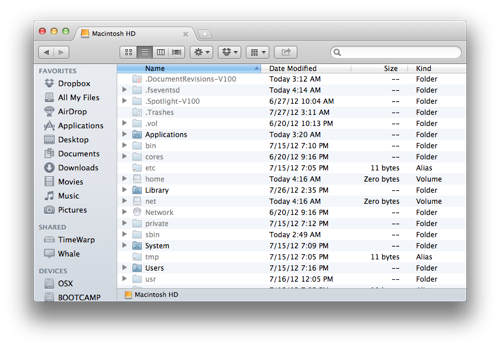 Macintosh HD
FAVORITES
Dropbox
All My Files
AirDrop
Applications
Desktop
Documents
Downloads
Movies
Music
Pictures
SHARED
TimeWarp
Whale
DEVICES
OSX
BOOTCAMP
Name Date Modified Size Kind
.DocumentRevisions-V100 Today 3:12 AM -- Folder
.fseventsd Today 4:14 AM -- Folder
.Spotlight-V100 6/27/12 10:04 AM -- Folder
.Trashes 7/27/12 3:11 AM -- Folder
.vol 6/20/12 10:13 PM -- Folder
Applications Today 3:20 AM -- Folder
bin 7/15/12 7:10 PM -- Folder
cores 6/20/12 9:16 PM -- Folder
etc 7/15/12 7:05 PM 11 bytes Alias
home Today 4:16 AM Zero bytes Volume
Library 7/26/12 2:35 PM -- Folder
net Today 4:16 AM Zero bytes Volume
Network 6/20/12 9:16 PM -- Folder
private 7/15/12 7:12 PM -- Folder
sbin Today 2:49 AM -- Folder
System 7/15/12 7:09 PM -- Folder
tmp 7/15/12 7:05 PM 11 bytes Alias
Users 7/15/12 7:16 PM -- Folder
usr 7/16/12 12:05 PM -- Folder
Macintosh HD